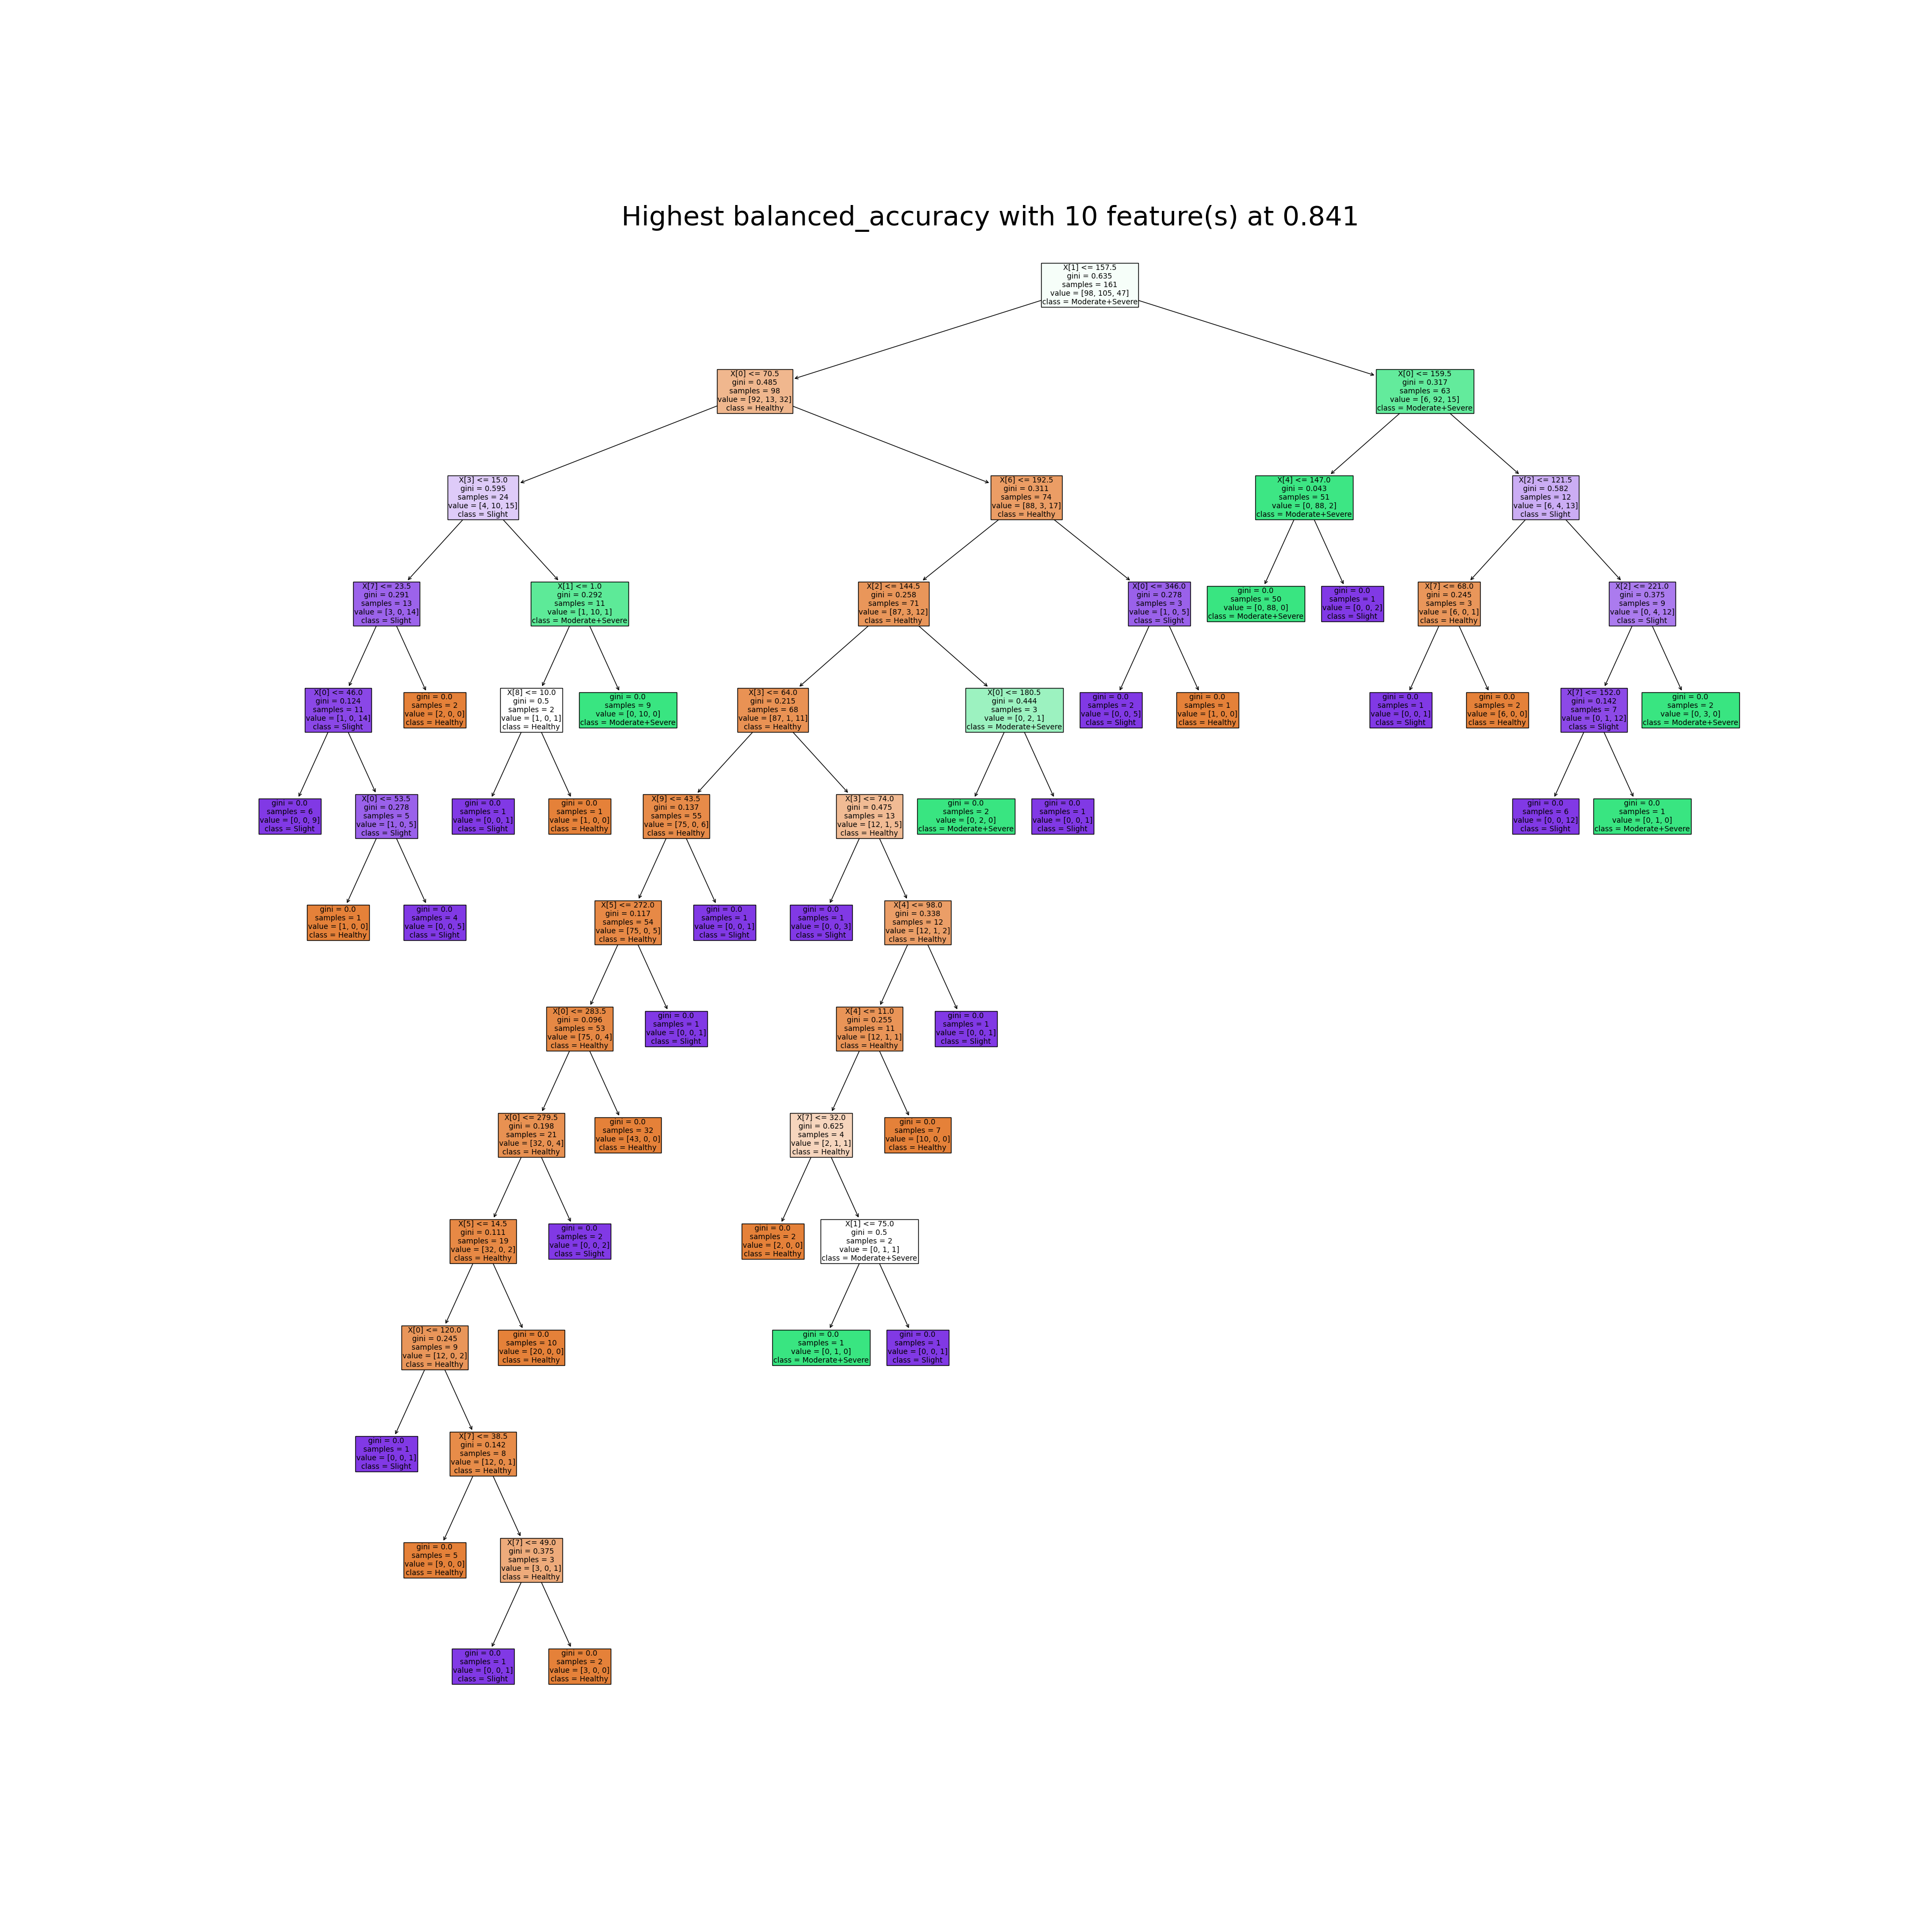 Highest balanced_accuracy with 10 feature(s) at 0.841
X[1] <= 157.5
gini = 0.635
samples = 161
value = [98, 105, 47]
class = Moderate+Severe
X[0] <= 70.5
gini = 0.485
samples = 98
value = [92, 13, 32]
class = Healthy
X[0] <= 159.5
gini = 0.317
samples = 63
value = [6, 92, 15]
class = Moderate+Severe
X[3] <= 15.0
gini = 0.595
samples = 24
value = [4, 10, 15]
class = Slight
X[6] <= 192.5
gini = 0.311
samples = 74
value = [88, 3, 17]
class = Healthy
X[4] <= 147.0
gini = 0.043
samples = 51
value = [0, 88, 2]
class = Moderate+Severe
X[2] <= 121.5
gini = 0.582
samples = 12
value = [6, 4, 13]
class = Slight
X[7] <= 23.5
gini = 0.291
samples = 13
value = [3, 0, 14]
class = Slight
X[1] <= 1.0
gini = 0.292
samples = 11
value = [1, 10, 1]
class = Moderate+Severe
X[2] <= 144.5
gini = 0.258
samples = 71
value = [87, 3, 12]
class = Healthy
X[0] <= 346.0
gini = 0.278
samples = 3
value = [1, 0, 5]
class = Slight
gini = 0.0
samples = 50
value = [0, 88, 0]
class = Moderate+Severe
gini = 0.0
samples = 1
value = [0, 0, 2]
class = Slight
X[7] <= 68.0
gini = 0.245
samples = 3
value = [6, 0, 1]
class = Healthy
X[2] <= 221.0
gini = 0.375
samples = 9
value = [0, 4, 12]
class = Slight
X[0] <= 46.0
gini = 0.124
samples = 11
value = [1, 0, 14]
class = Slight
gini = 0.0
samples = 2
value = [2, 0, 0]
class = Healthy
X[8] <= 10.0
gini = 0.5
samples = 2
value = [1, 0, 1]
class = Healthy
gini = 0.0
samples = 9
value = [0, 10, 0]
class = Moderate+Severe
X[3] <= 64.0
gini = 0.215
samples = 68
value = [87, 1, 11]
class = Healthy
X[0] <= 180.5
gini = 0.444
samples = 3
value = [0, 2, 1]
class = Moderate+Severe
gini = 0.0
samples = 2
value = [0, 0, 5]
class = Slight
gini = 0.0
samples = 1
value = [1, 0, 0]
class = Healthy
gini = 0.0
samples = 1
value = [0, 0, 1]
class = Slight
gini = 0.0
samples = 2
value = [6, 0, 0]
class = Healthy
X[7] <= 152.0
gini = 0.142
samples = 7
value = [0, 1, 12]
class = Slight
gini = 0.0
samples = 2
value = [0, 3, 0]
class = Moderate+Severe
gini = 0.0
samples = 6
value = [0, 0, 9]
class = Slight
X[0] <= 53.5
gini = 0.278
samples = 5
value = [1, 0, 5]
class = Slight
gini = 0.0
samples = 1
value = [0, 0, 1]
class = Slight
gini = 0.0
samples = 1
value = [1, 0, 0]
class = Healthy
X[9] <= 43.5
gini = 0.137
samples = 55
value = [75, 0, 6]
class = Healthy
X[3] <= 74.0
gini = 0.475
samples = 13
value = [12, 1, 5]
class = Healthy
gini = 0.0
samples = 2
value = [0, 2, 0]
class = Moderate+Severe
gini = 0.0
samples = 1
value = [0, 0, 1]
class = Slight
gini = 0.0
samples = 6
value = [0, 0, 12]
class = Slight
gini = 0.0
samples = 1
value = [0, 1, 0]
class = Moderate+Severe
gini = 0.0
samples = 1
value = [1, 0, 0]
class = Healthy
gini = 0.0
samples = 4
value = [0, 0, 5]
class = Slight
X[5] <= 272.0
gini = 0.117
samples = 54
value = [75, 0, 5]
class = Healthy
gini = 0.0
samples = 1
value = [0, 0, 1]
class = Slight
gini = 0.0
samples = 1
value = [0, 0, 3]
class = Slight
X[4] <= 98.0
gini = 0.338
samples = 12
value = [12, 1, 2]
class = Healthy
X[0] <= 283.5
gini = 0.096
samples = 53
value = [75, 0, 4]
class = Healthy
gini = 0.0
samples = 1
value = [0, 0, 1]
class = Slight
X[4] <= 11.0
gini = 0.255
samples = 11
value = [12, 1, 1]
class = Healthy
gini = 0.0
samples = 1
value = [0, 0, 1]
class = Slight
X[0] <= 279.5
gini = 0.198
samples = 21
value = [32, 0, 4]
class = Healthy
gini = 0.0
samples = 32
value = [43, 0, 0]
class = Healthy
X[7] <= 32.0
gini = 0.625
samples = 4
value = [2, 1, 1]
class = Healthy
gini = 0.0
samples = 7
value = [10, 0, 0]
class = Healthy
X[5] <= 14.5
gini = 0.111
samples = 19
value = [32, 0, 2]
class = Healthy
gini = 0.0
samples = 2
value = [0, 0, 2]
class = Slight
gini = 0.0
samples = 2
value = [2, 0, 0]
class = Healthy
X[1] <= 75.0
gini = 0.5
samples = 2
value = [0, 1, 1]
class = Moderate+Severe
X[0] <= 120.0
gini = 0.245
samples = 9
value = [12, 0, 2]
class = Healthy
gini = 0.0
samples = 10
value = [20, 0, 0]
class = Healthy
gini = 0.0
samples = 1
value = [0, 1, 0]
class = Moderate+Severe
gini = 0.0
samples = 1
value = [0, 0, 1]
class = Slight
gini = 0.0
samples = 1
value = [0, 0, 1]
class = Slight
X[7] <= 38.5
gini = 0.142
samples = 8
value = [12, 0, 1]
class = Healthy
gini = 0.0
samples = 5
value = [9, 0, 0]
class = Healthy
X[7] <= 49.0
gini = 0.375
samples = 3
value = [3, 0, 1]
class = Healthy
gini = 0.0
samples = 1
value = [0, 0, 1]
class = Slight
gini = 0.0
samples = 2
value = [3, 0, 0]
class = Healthy